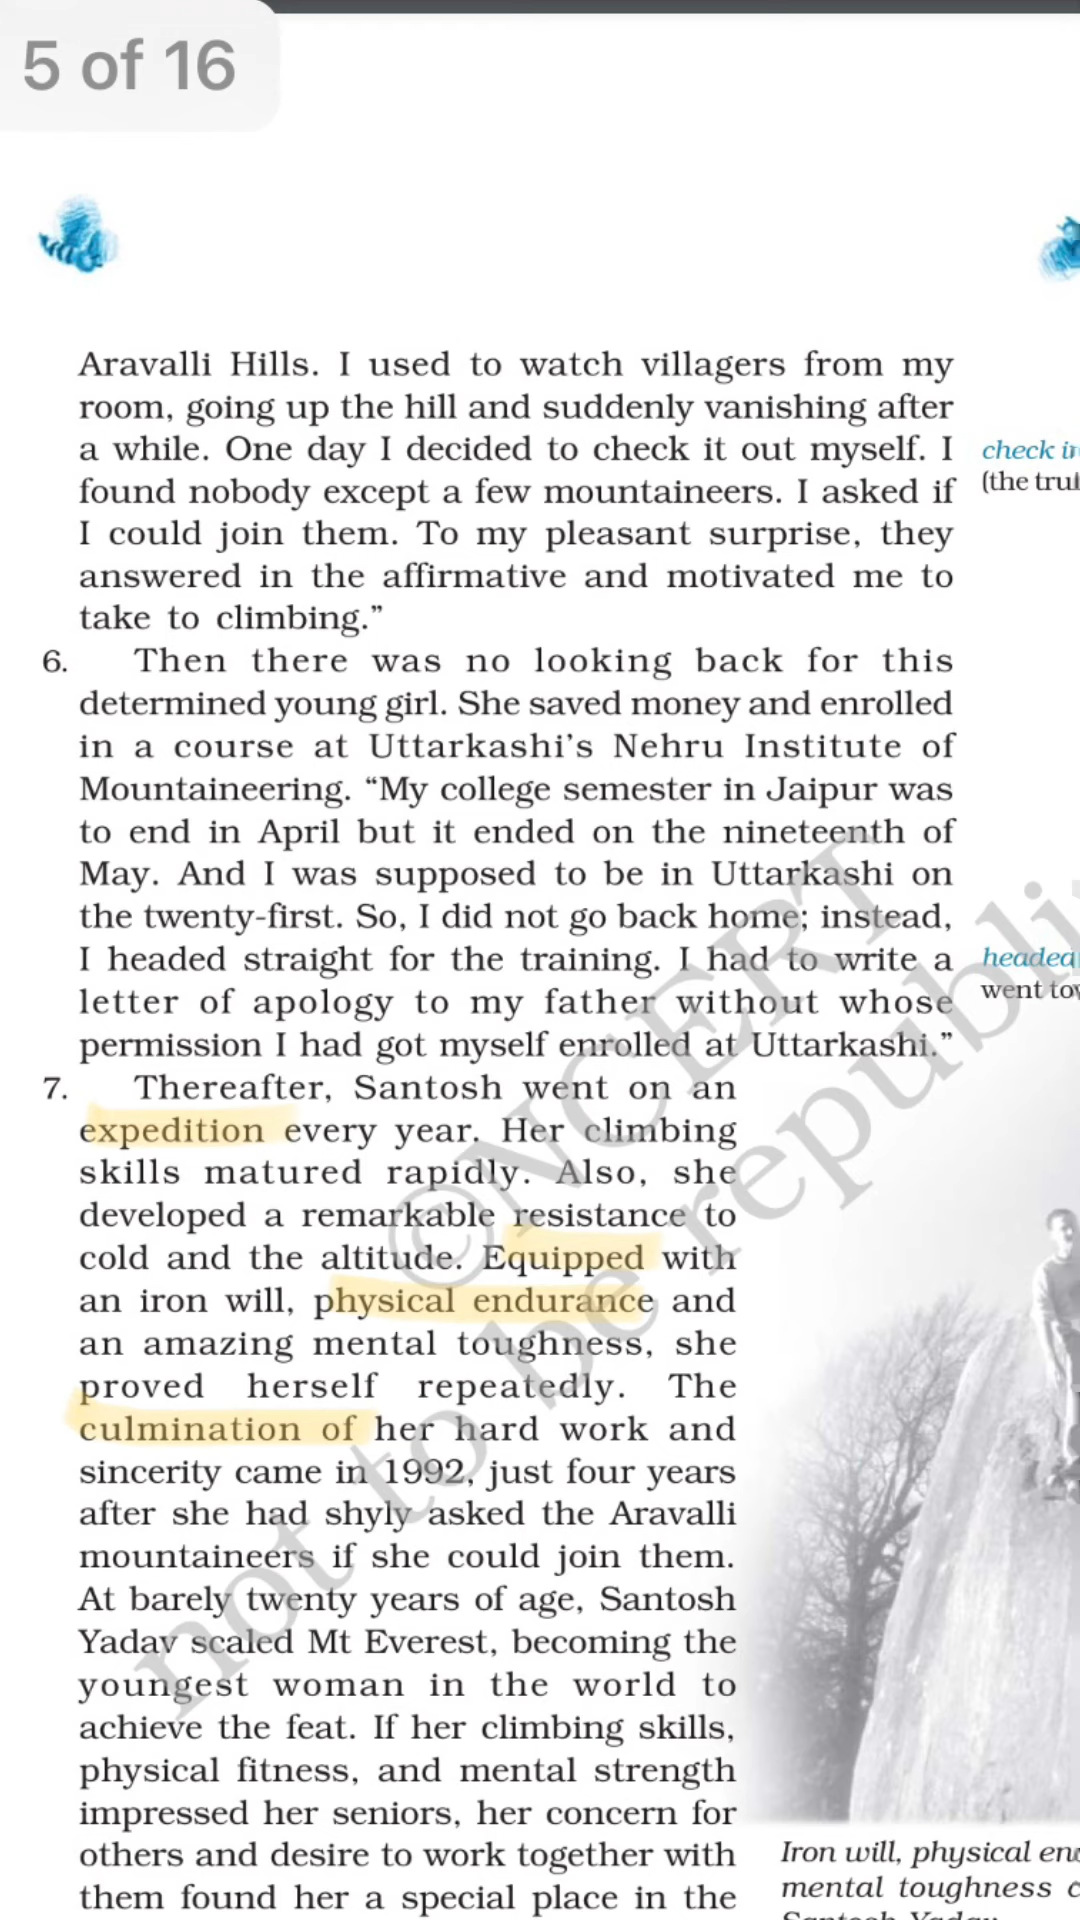 5 of 16
Aravalli Hills. I used to watch villagers from my
room, going up the hill and suddenly vanishing after
a while. One day I decided to check it out myself. I
found nobody except a few mountaineers. I asked if
I could join them. To my pleasant surprise, they
answered in the affirmative and motivated me to
take to climbing.”
check
(the
6. Then there was no looking back for this
determined young girl. She saved money and enrolled
in a course at Uttarkashi’s Nehru Institute of
Mountaineering. “My college semester in Jaipur was
to end in April but it ended on the nineteenth of
May. And I was supposed to be in Uttarkashi on
the twenty-first. So, I did not go back home; instead,
I headed straight for the training. I had to write a
letter of apology to my father without whose
permission I had got myself enrolled at Uttarkashi.”
headed
went
7. Thereafter, Santosh went on an
expedition every year. Her climbing
skills matured rapidly. Also, she
developed a remarkable resistance to
cold and the altitude. Equipped with
an iron will, physical endurance and
an amazing mental toughness, she
proved herself repeatedly. The
culmination of her hard work and
sincerity came in 1992, just four years
after she had shyly asked the Aravalli
mountaineers if she could join them.
At barely twenty years of age, Santosh
Yadav scaled Mt Everest, becoming the
youngest woman in the world to
achieve the feat. If her climbing skills,
physical fitness, and mental strength
impressed her seniors, her concern for
others and desire to work together with
them found her a special place in the
Iron will, physical
mental toughness
Santosh Yadav
©NCERT
not to be republi